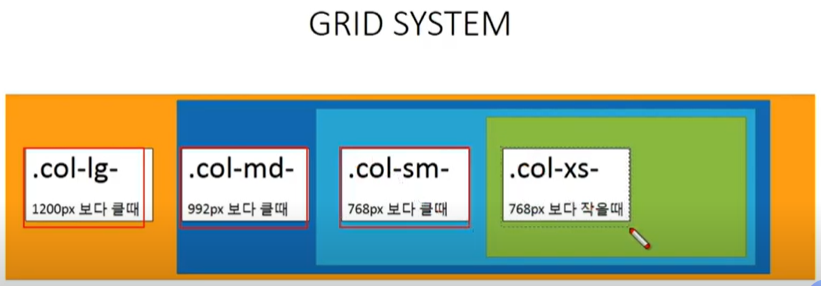 GRID SYSTEM
.col-lg-
1200px 보다 클때
.col-md-
992px 보다 클때
.col-sm-
768px 보다 클때
.col-xs-
768px 보다 작을때